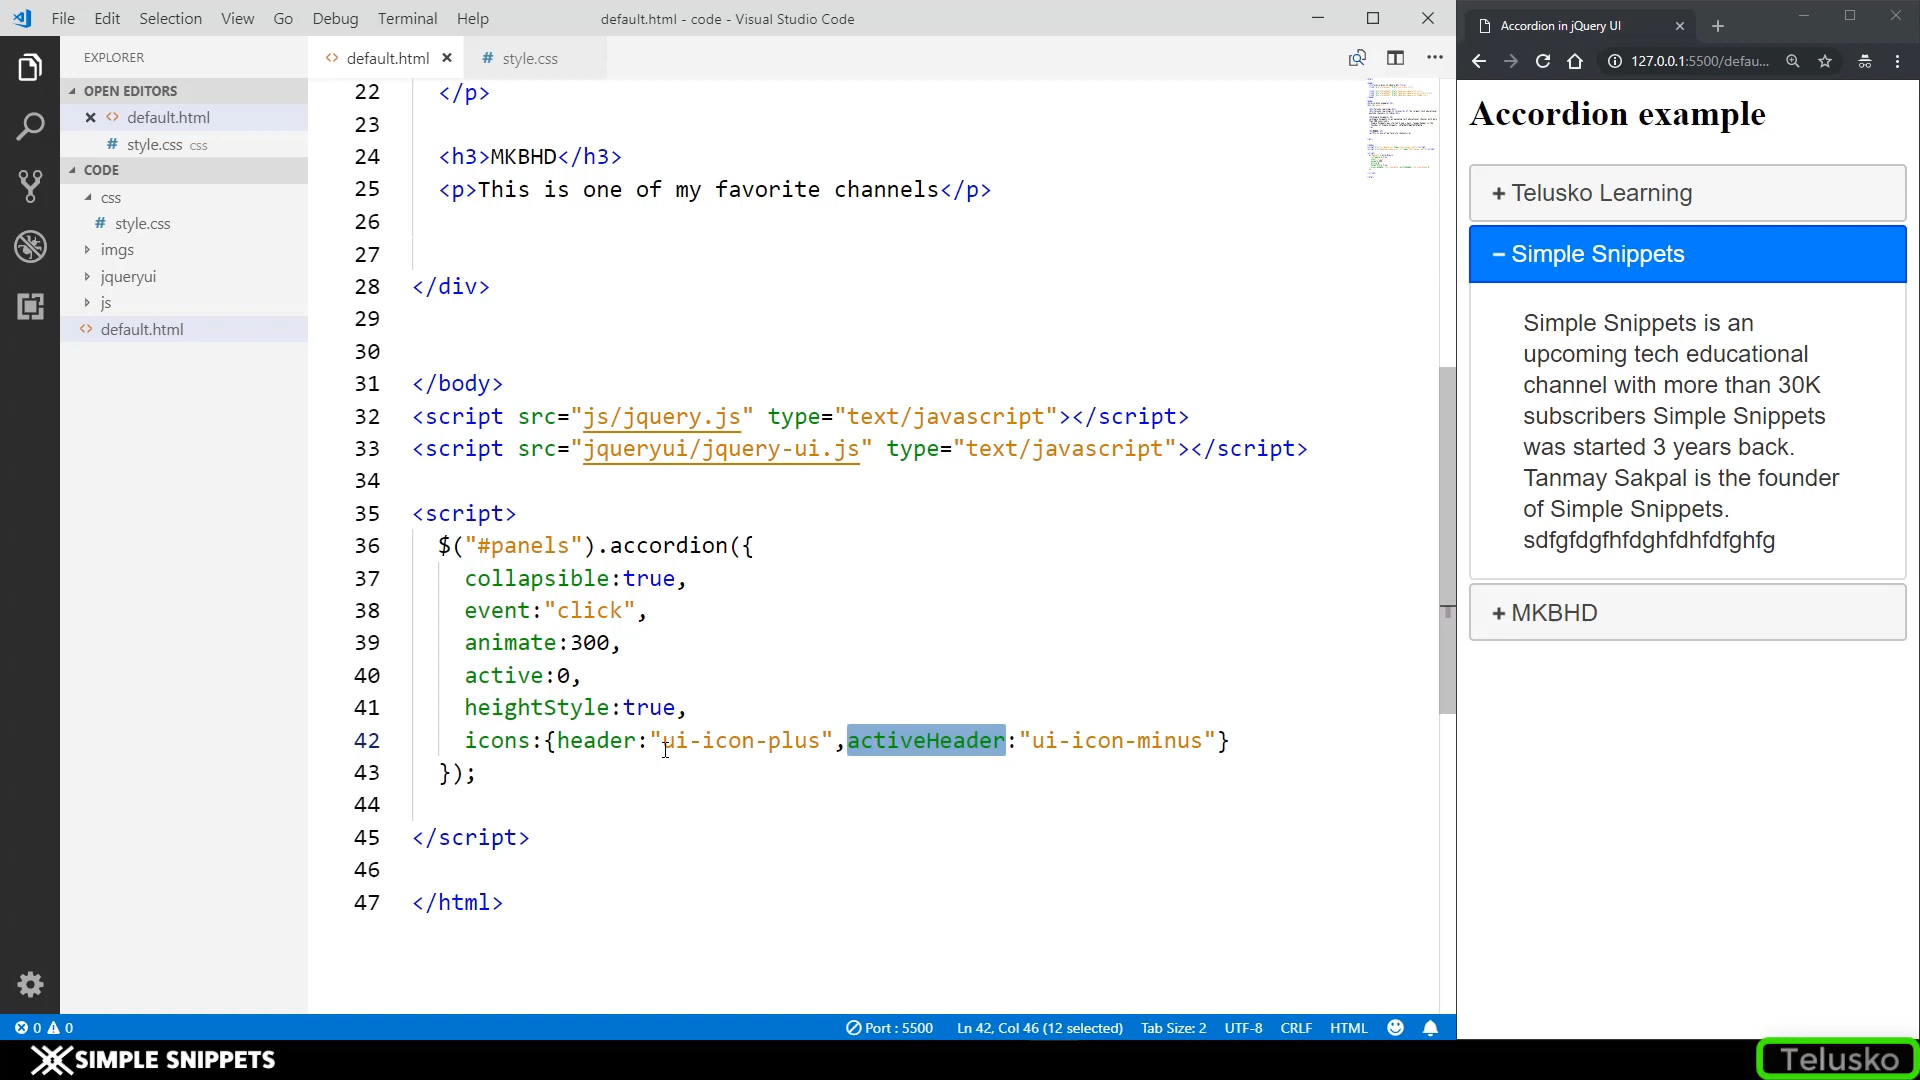 File Edit Selection View Go Debug Terminal Help
default.html - code - Visual Studio Code
EXPLORER
OPEN EDITORS
default.html
style.css css
CODE
css
style.css
imgs
jqueryui
js
default.html
default.html
style.css
22 </p>
23
24 <h3>MKBHD</h3>
25 <p>This is one of my favorite channels</p>
26
27
28 </div>
29
30
31 </body>
32 <script src="js/jquery.js" type="text/javascript"></script>
33 <script src="jqueryui/jquery-ui.js" type="text/javascript"></script>
34
35 <script>
36 $("#panels").accordion({
37 collapsible:true,
38 event:"click",
39 animate:300,
40 active:0,
41 heightStyle:true,
42 icons:{header:"ui-icon-plus",activeHeader:"ui-icon-minus"}
43 });
44
45 </script>
46
47 </html>
0 0
Port : 5500 Ln 42, Col 46 (12 selected) Tab Size: 2 UTF-8 CRLF HTML
Accordion in jQuery UI
127.0.0.1:5500/defau...
Accordion example
+ Telusko Learning
− Simple Snippets
Simple Snippets is an
upcoming tech educational
channel with more than 30K
subscribers Simple Snippets
was started 3 years back.
Tanmay Sakpal is the founder
of Simple Snippets.
sdfgfdgfhfdghfdhfdfghfg
+ MKBHD
SIMPLE SNIPPETS
Telusko